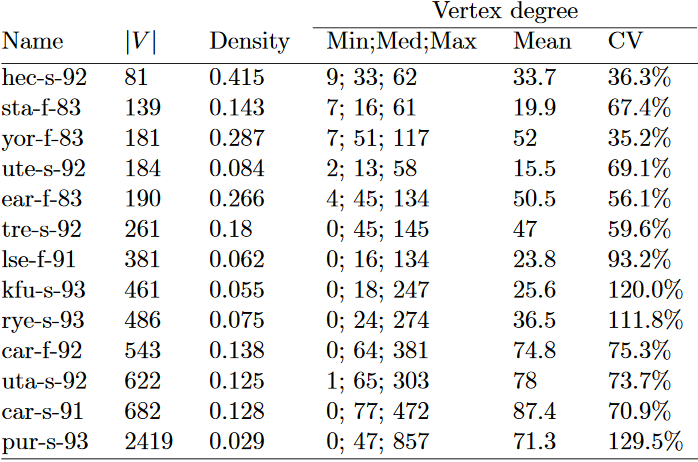 Vertex degree
Name |V| Density Min;Med;Max Mean CV
hec-s-92 81 0.415 9; 33; 62 33.7 36.3%
sta-f-83 139 0.143 7; 16; 61 19.9 67.4%
yor-f-83 181 0.287 7; 51; 117 52 35.2%
ute-s-92 184 0.084 2; 13; 58 15.5 69.1%
ear-f-83 190 0.266 4; 45; 134 50.5 56.1%
tre-s-92 261 0.18 0; 45; 145 47 59.6%
lse-f-91 381 0.062 0; 16; 134 23.8 93.2%
kfu-s-93 461 0.055 0; 18; 247 25.6 120.0%
rye-s-93 486 0.075 0; 24; 274 36.5 111.8%
car-f-92 543 0.138 0; 64; 381 74.8 75.3%
uta-s-92 622 0.125 1; 65; 303 78 73.7%
car-s-91 682 0.128 0; 77; 472 87.4 70.9%
pur-s-93 2419 0.029 0; 47; 857 71.3 129.5%